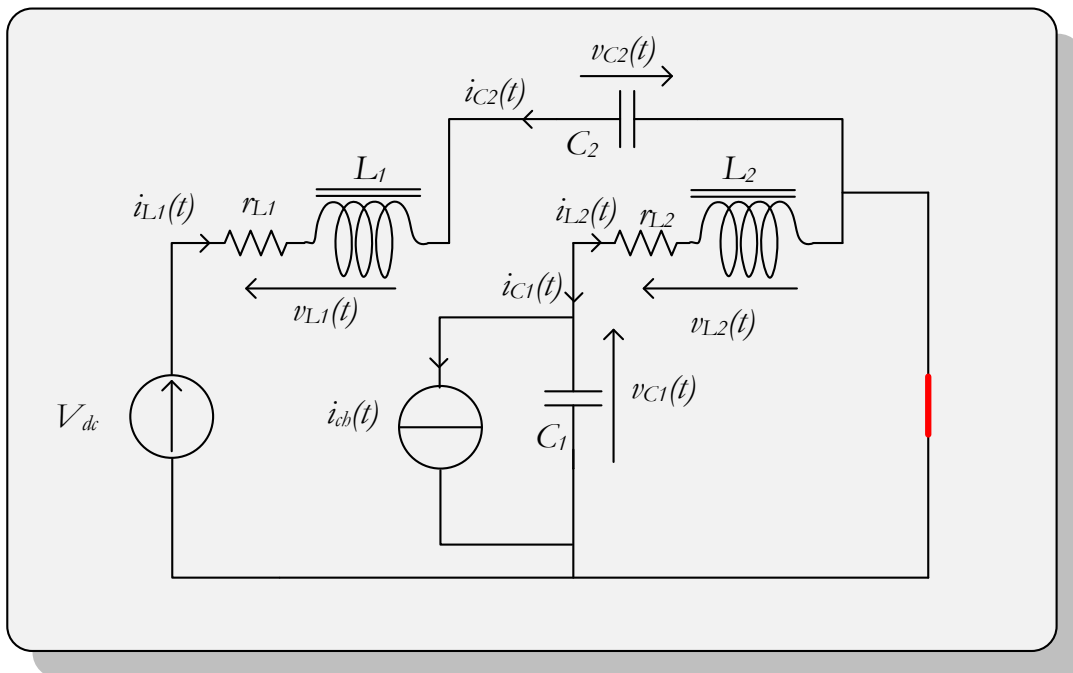 vC2(t)
iC2(t)
C2
L1
L2
iL1(t)
rL1
iL2(t)
rL2
iC1(t)
vL1(t)
vL2(t)
Vdc
ich(t)
vC1(t)
C1